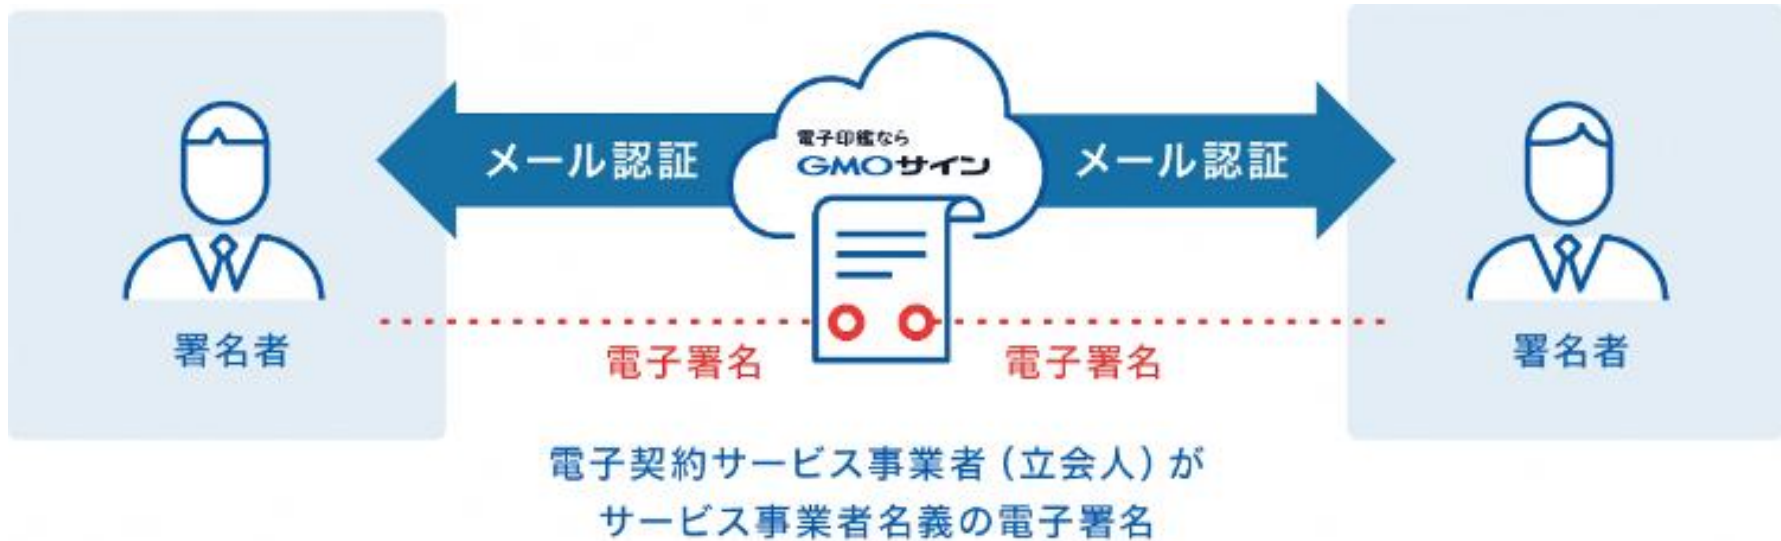 メール認証
電子印鑑なら
GMOサイン
メール認証
署名者
電子署名
電子署名
署名者
電子契約サービス事業者（立会人）が
サービス事業者名義の電子署名